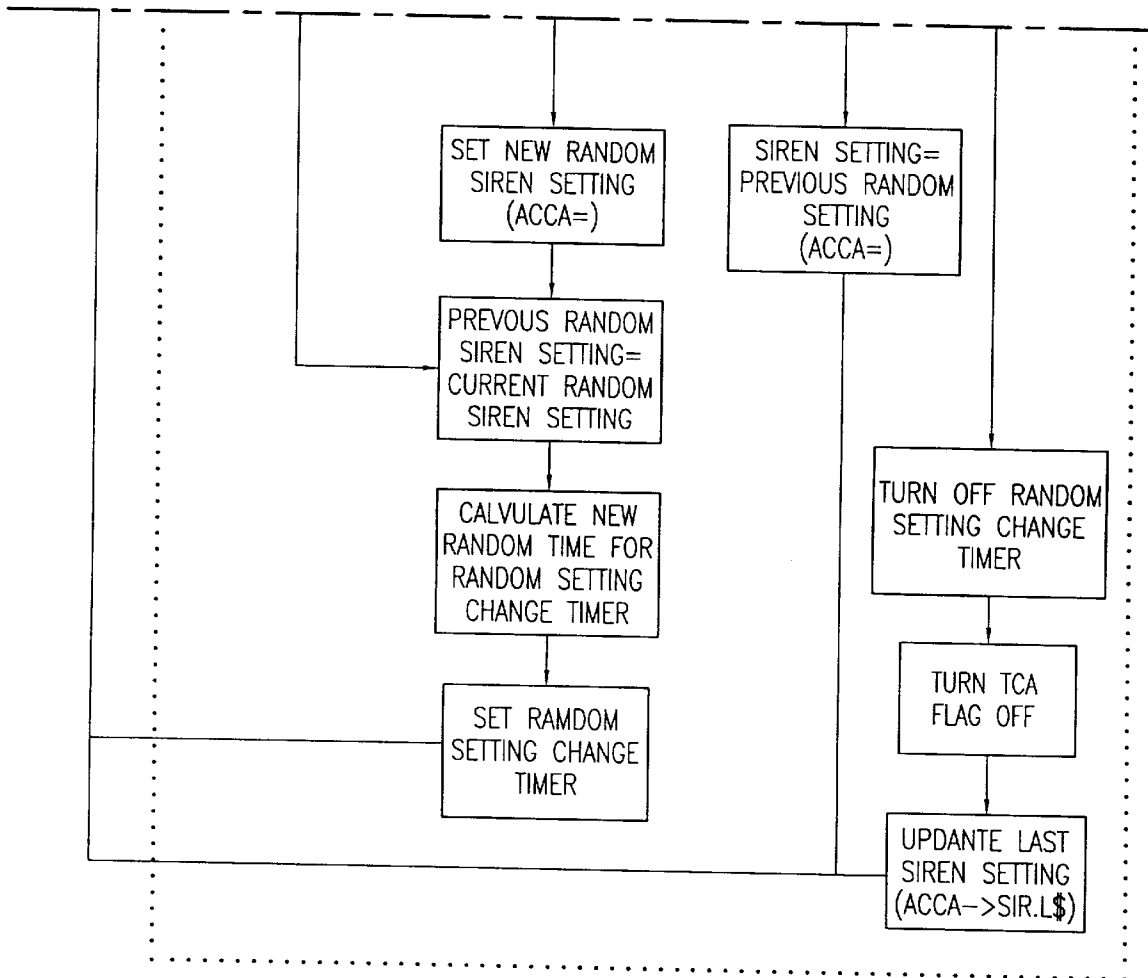 SET NEW RANDOM
SIREN SETTING
(ACCA=)
SIREN SETTING=
PREVIOUS RANDOM
SETTING
(ACCA=)
PREVOUS RANDOM
SIREN SETTING=
CURRENT RANDOM
SIREN SETTING
CALVULATE NEW
RANDOM TIME FOR
RANDOM SETTING
CHANGE TIMER
SET RAMDOM
SETTING CHANGE
TIMER
TURN OFF RANDOM
SETTING CHANGE
TIMER
TURN TCA
FLAG OFF
UPDANTE LAST
SIREN SETTING
(ACCA->SIR.L$)